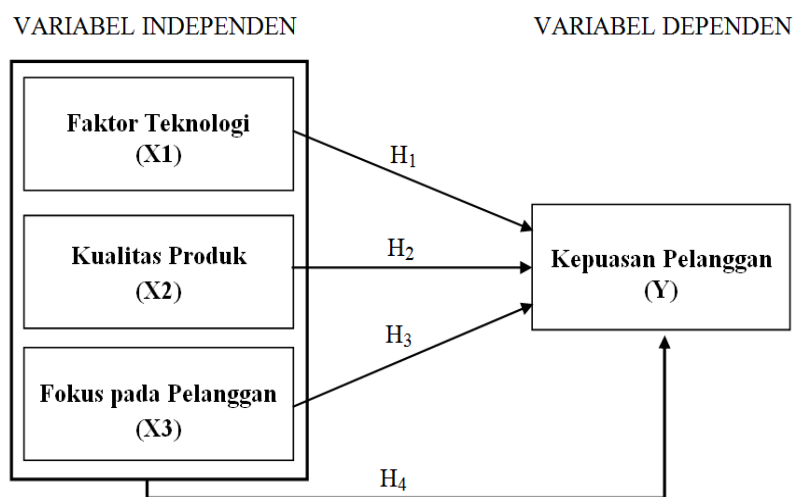 VARIABEL INDEPENDEN
VARIABEL DEPENDEN
Faktor Teknologi
(X1)
H₁
Kualitas Produk
(X2)
H₂
Kepuasan Pelanggan
(Y)
H₃
Fokus pada Pelanggan
(X3)
H₄